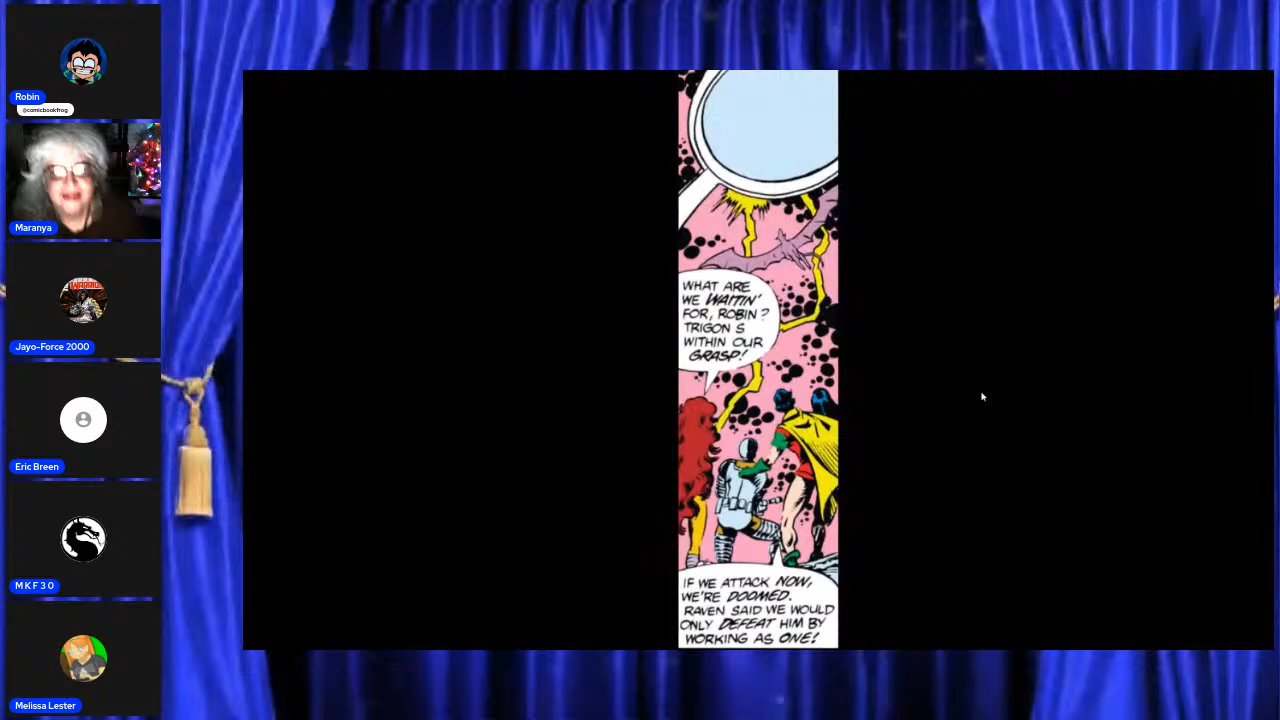 Robin
@comicbookfrog
Maranya
Jayo-Force 2000
Eric Breen
M K F 3 0
Melissa Lester
WHAT ARE
WE WAITIN'
FOR, ROBIN?
TRIGON S
WITHIN OUR
GRASP!
IF WE ATTACK NOW,
WE'RE DOOMED.
RAVEN SAID WE WOULD
ONLY DEFEAT HIM BY
WORKING AS ONE!